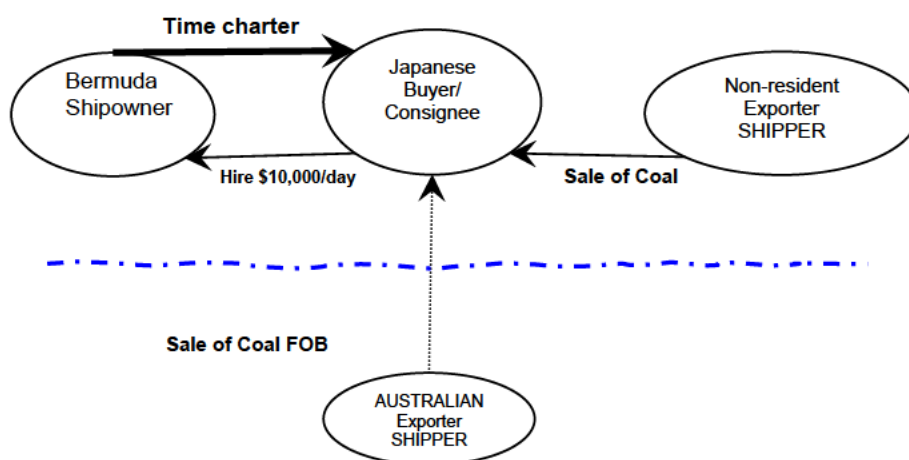 Time charter
Bermuda
Shipowner
Japanese
Buyer/
Consignee
Non-resident
Exporter
SHIPPER
Hire $10,000/day
Sale of Coal
Sale of Coal FOB
AUSTRALIAN
Exporter
SHIPPER